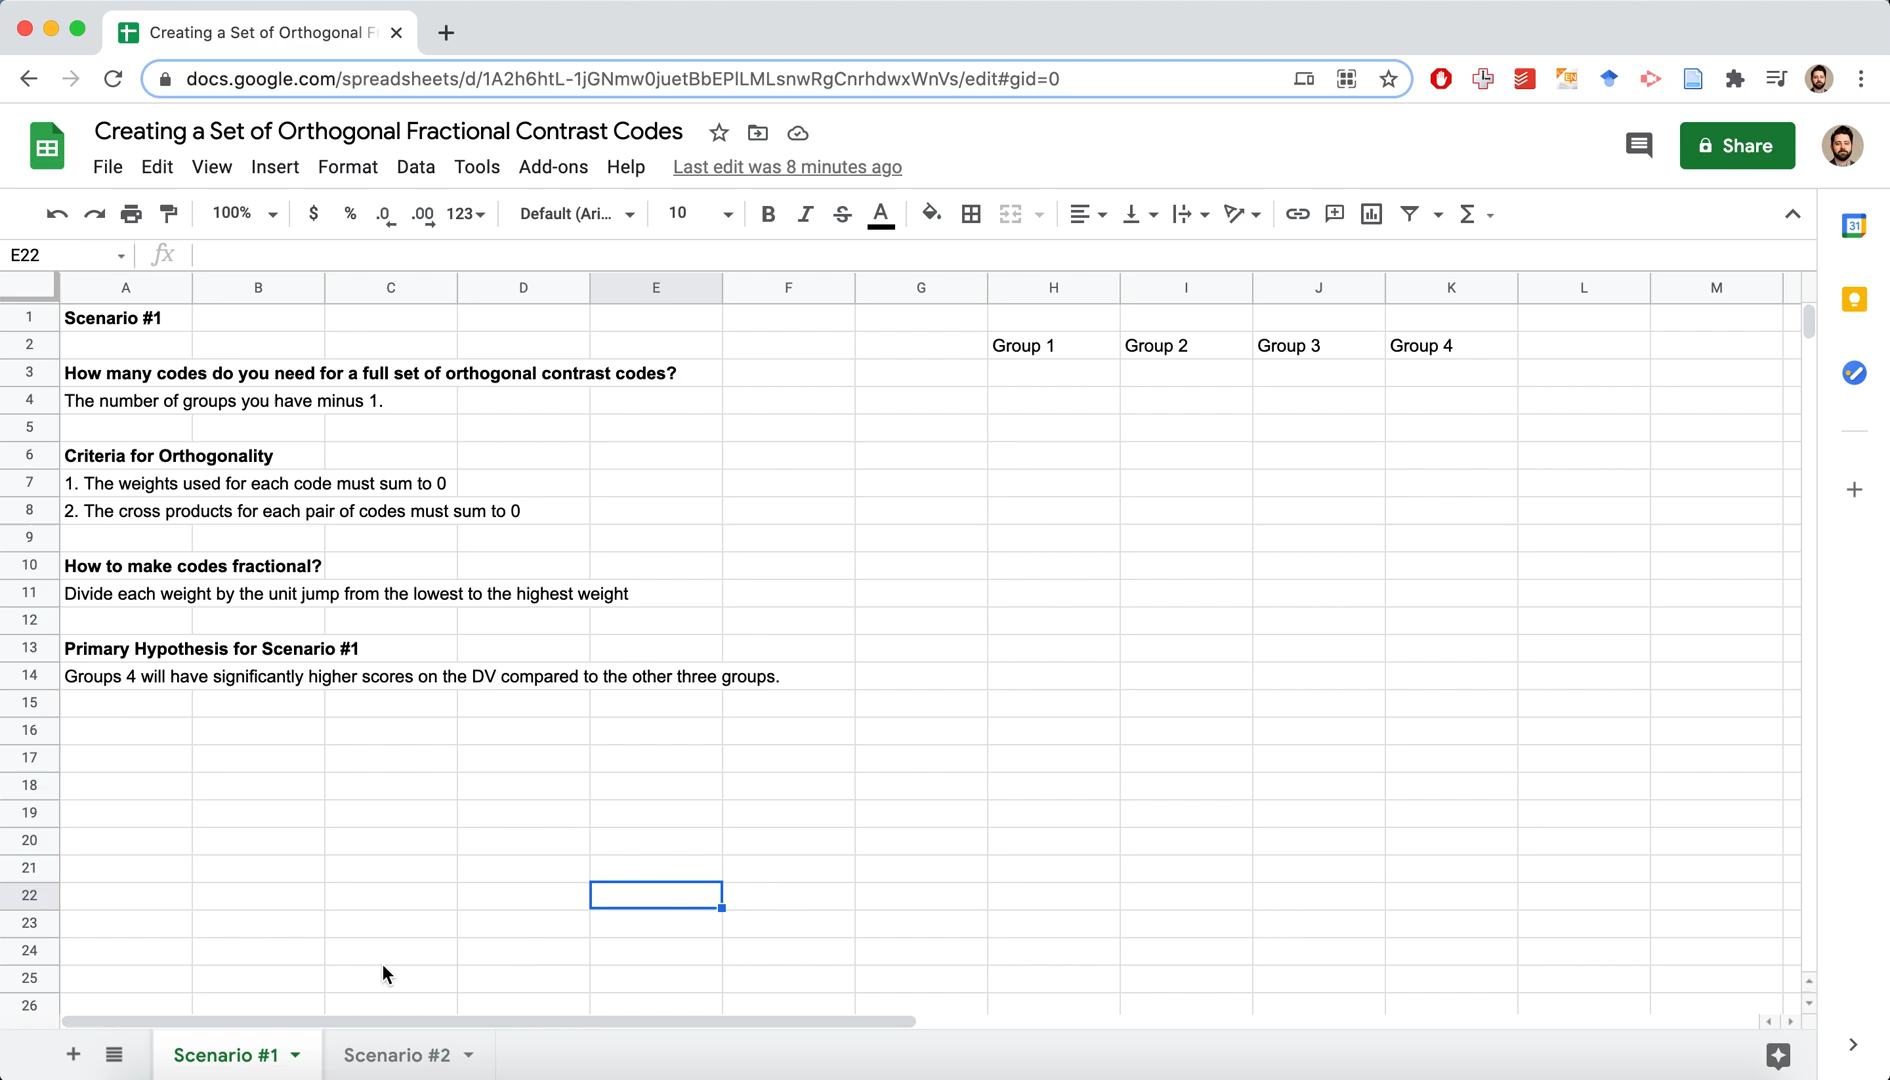 Creating a Set of Orthogonal F
docs.google.com/spreadsheets/d/1A2h6htL-1jGNmw0juetBbEPlLMLsnwRgCnrhdwxWnVs/edit#gid=0
Creating a Set of Orthogonal Fractional Contrast Codes
File Edit View Insert Format Data Tools Add-ons Help Last edit was 8 minutes ago
Share
100% $ % .0 .00 123 Default (Ari... 10 B I S A
31
E22 fx
A B C D E F G H I J K L M
1 Scenario #1
2 Group 1 Group 2 Group 3 Group 4
3 How many codes do you need for a full set of orthogonal contrast codes?
4 The number of groups you have minus 1.
5
6 Criteria for Orthogonality
7 1. The weights used for each code must sum to 0
8 2. The cross products for each pair of codes must sum to 0
9
10 How to make codes fractional?
11 Divide each weight by the unit jump from the lowest to the highest weight
12
13 Primary Hypothesis for Scenario #1
14 Groups 4 will have significantly higher scores on the DV compared to the other three groups.
15
16
17
18
19
20
21
22
23
24
25
26
Scenario #1 Scenario #2